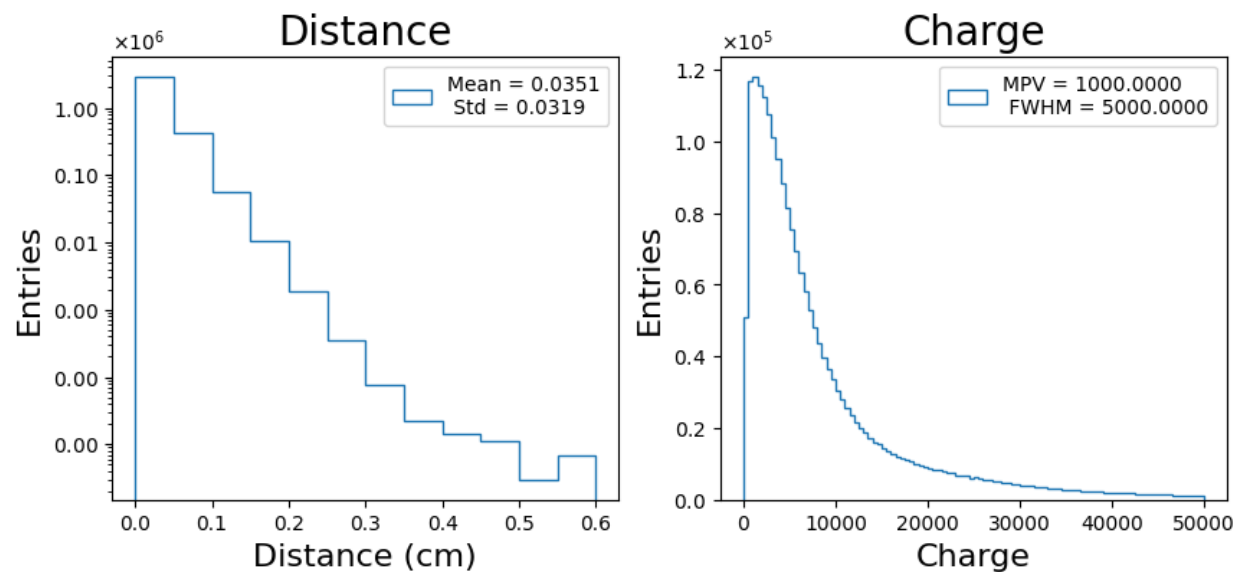 Distance
×10⁶
Mean = 0.0351
Std = 0.0319
1.00
0.10
0.01
0.00
0.00
0.00
Entries
0.0 0.1 0.2 0.3 0.4 0.5 0.6
Distance (cm)
Charge
×10⁵
MPV = 1000.0000
FWHM = 5000.0000
1.2
1.0
0.8
0.6
0.4
0.2
0.0
Entries
0 10000 20000 30000 40000 50000
Charge